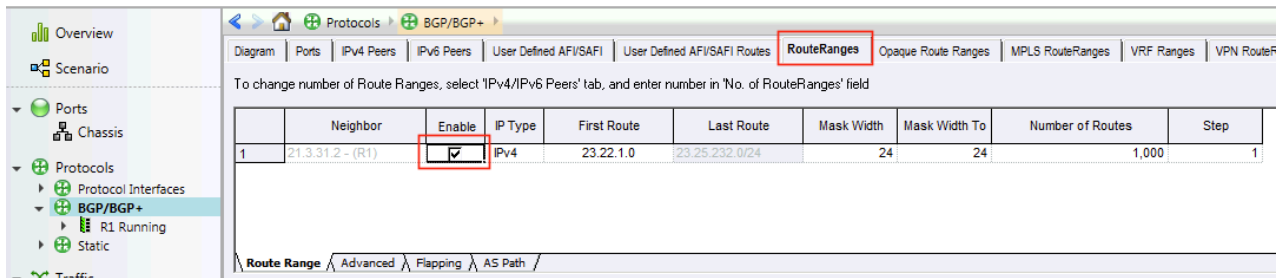 Overview
Scenario
Ports
Chassis
Protocols
Protocol Interfaces
BGP/BGP+
R1 Running
Static
Traffic
Protocols BGP/BGP+
Diagram Ports IPv4 Peers IPv6 Peers User Defined AFI/SAFI User Defined AFI/SAFI Routes RouteRanges Opaque Route Ranges MPLS RouteRanges VRF Ranges VPN RouteR
To change number of Route Ranges, select 'IPv4/IPv6 Peers' tab, and enter number in 'No. of RouteRanges' field
Neighbor Enable IP Type First Route Last Route Mask Width Mask Width To Number of Routes Step
1 21.3.31.2 - (R1) IPv4 23.22.1.0 23.25.232.0/24 24 24 1,000 1
Route Range Advanced Flapping AS Path